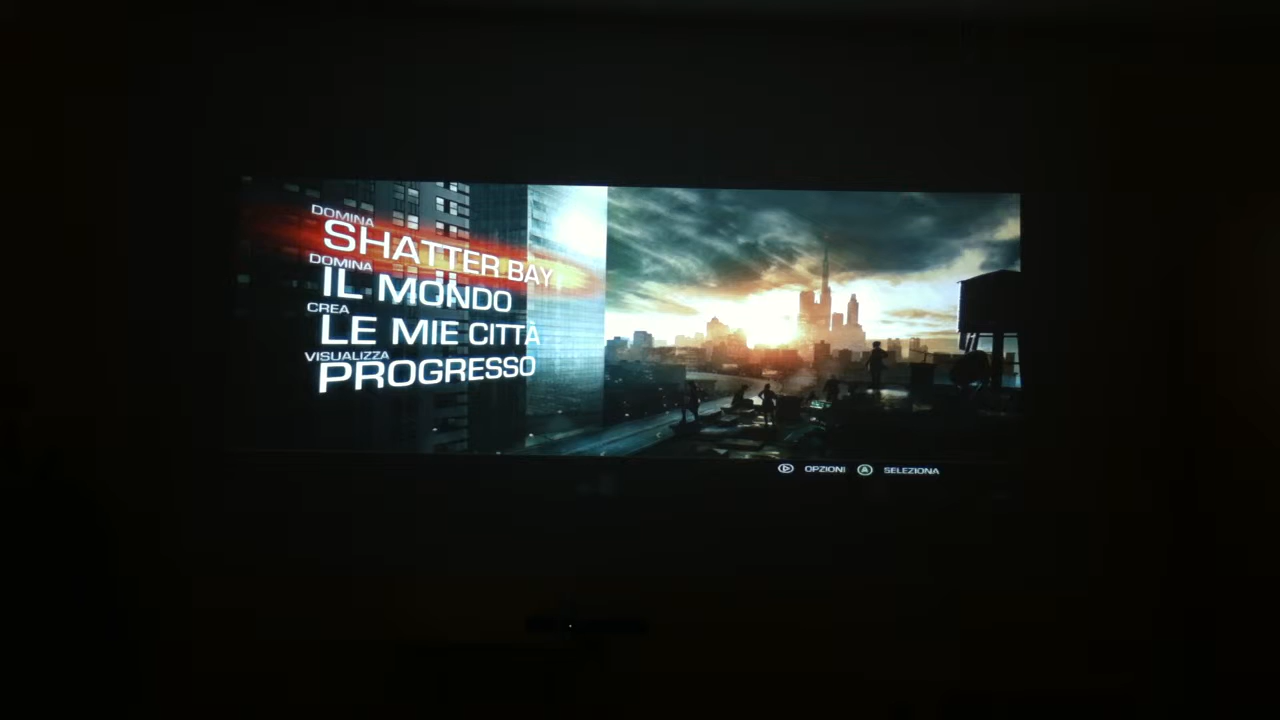 DOMINA
SHATTER BAY
DOMINA
IL MONDO
CREA
LE MIE CITTÀ
VISUALIZZA
PROGRESSO
OPZIONI A SELEZIONA